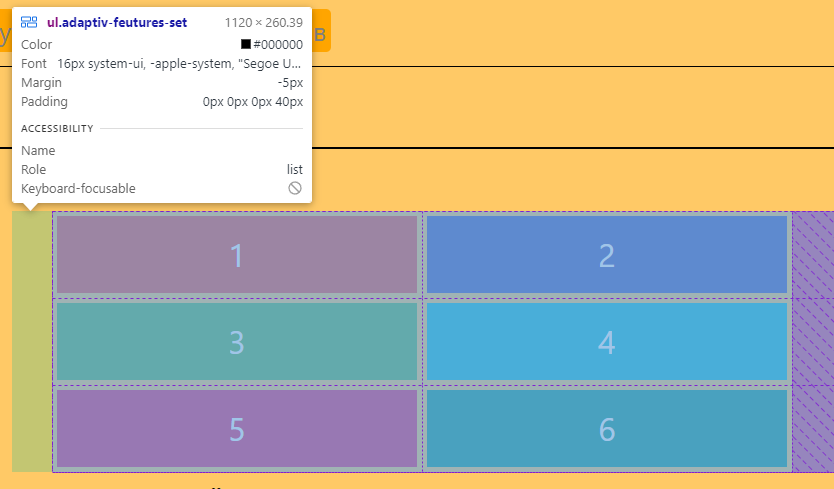 ul.adaptiv-feutures-set 1120 × 260.39
Color #000000
Font 16px system-ui, -apple-system, "Segoe U...
Margin -5px
Padding 0px 0px 0px 40px
ACCESSIBILITY
Name
Role list
Keyboard-focusable
1 2
3 4
5 6